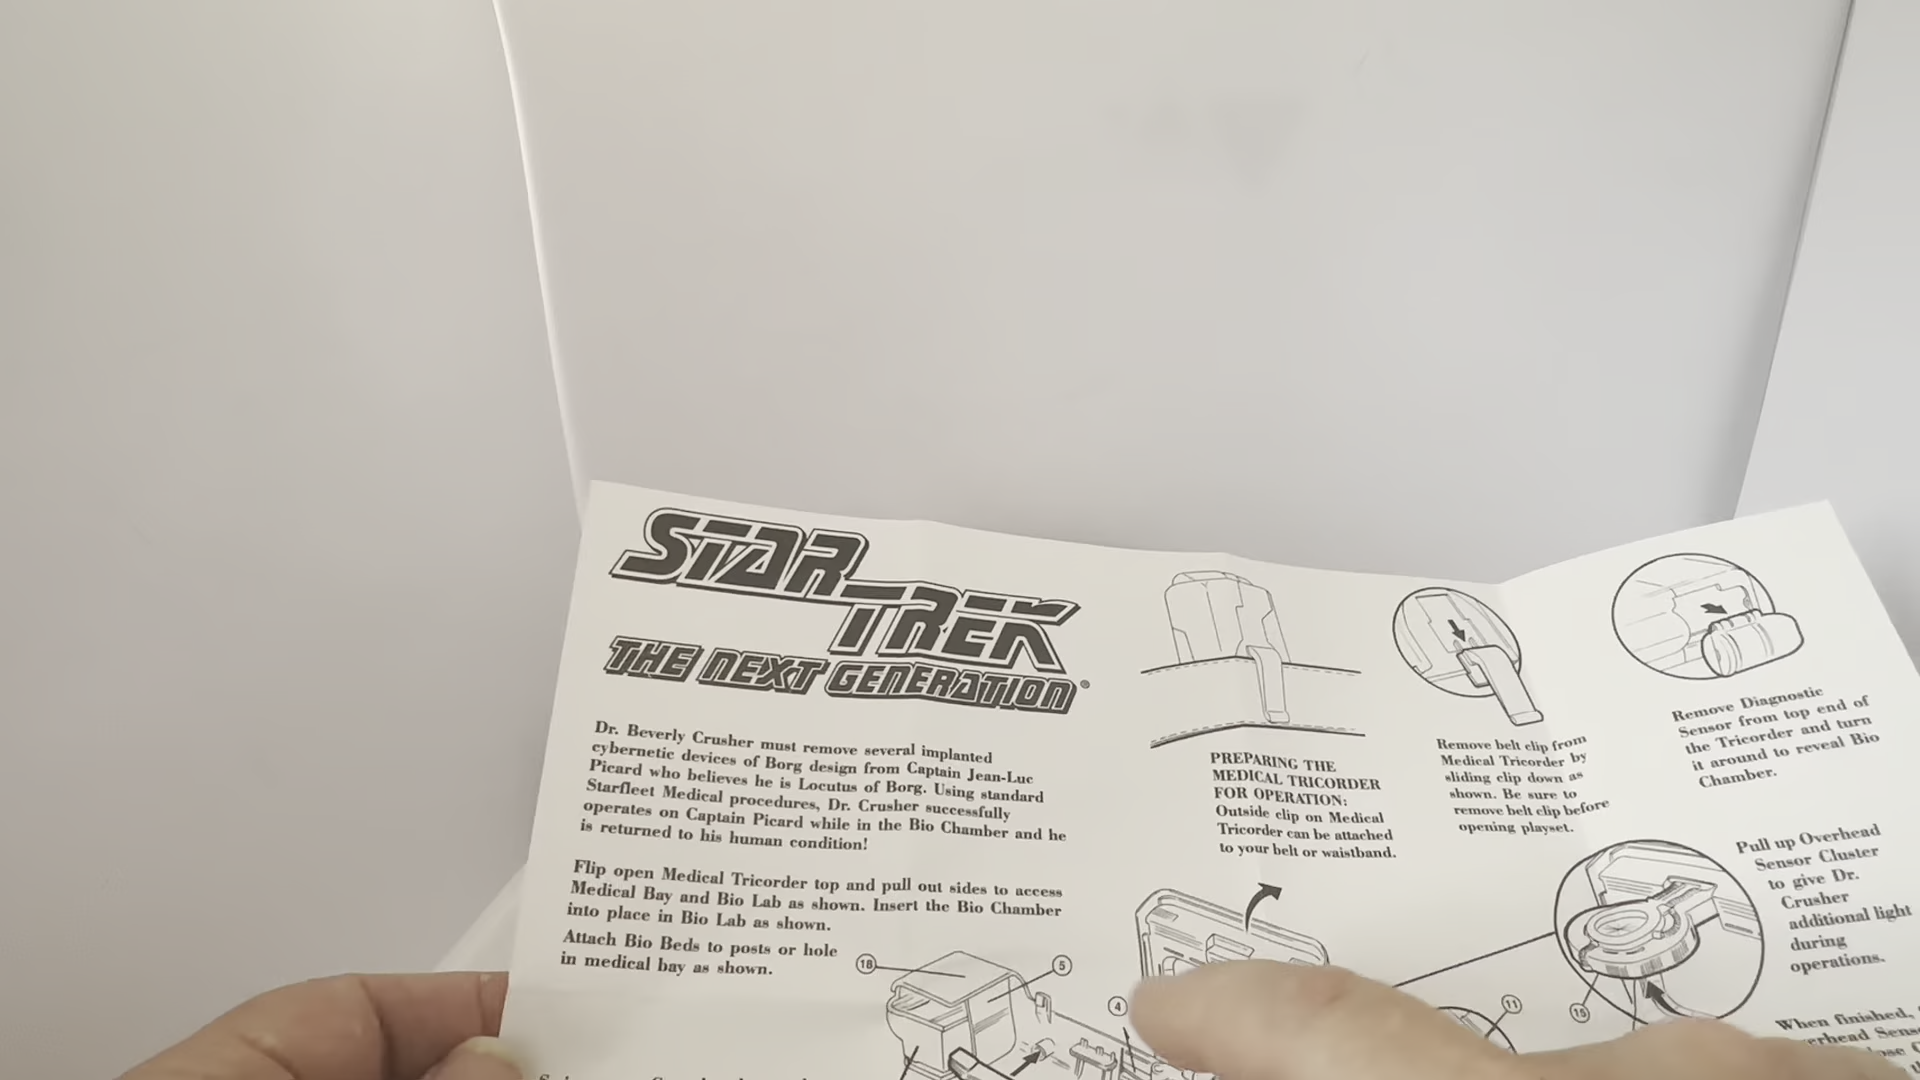 STAR
TREK
THE NEXT GENERATION®
Dr. Beverly Crusher must remove several implanted
cybernetic devices of Borg design from Captain Jean-Luc
Picard who believes he is Locutus of Borg. Using standard
Starfleet Medical procedures, Dr. Crusher successfully
operates on Captain Picard while in the Bio Chamber and he
is returned to his human condition!
Flip open Medical Tricorder top and pull out sides to access
Medical Bay and Bio Lab as shown. Insert the Bio Chamber
into place in Bio Lab as shown.
Attach Bio Beds to posts or hole
in medical bay as shown.
18
5
4
PREPARING THE
MEDICAL TRICORDER
FOR OPERATION:
Outside clip on Medical
Tricorder can be attached
to your belt or waistband.
Remove belt clip from
Medical Tricorder by
sliding clip down as
shown. Be sure to
remove belt clip before
opening playset.
Remove Diagnostic
Sensor from top end of
the Tricorder and turn
it around to reveal Bio
Chamber.
Pull up Overhead
Sensor Cluster
to give Dr.
Crusher
additional light
during
operations.
11
15
When finished,